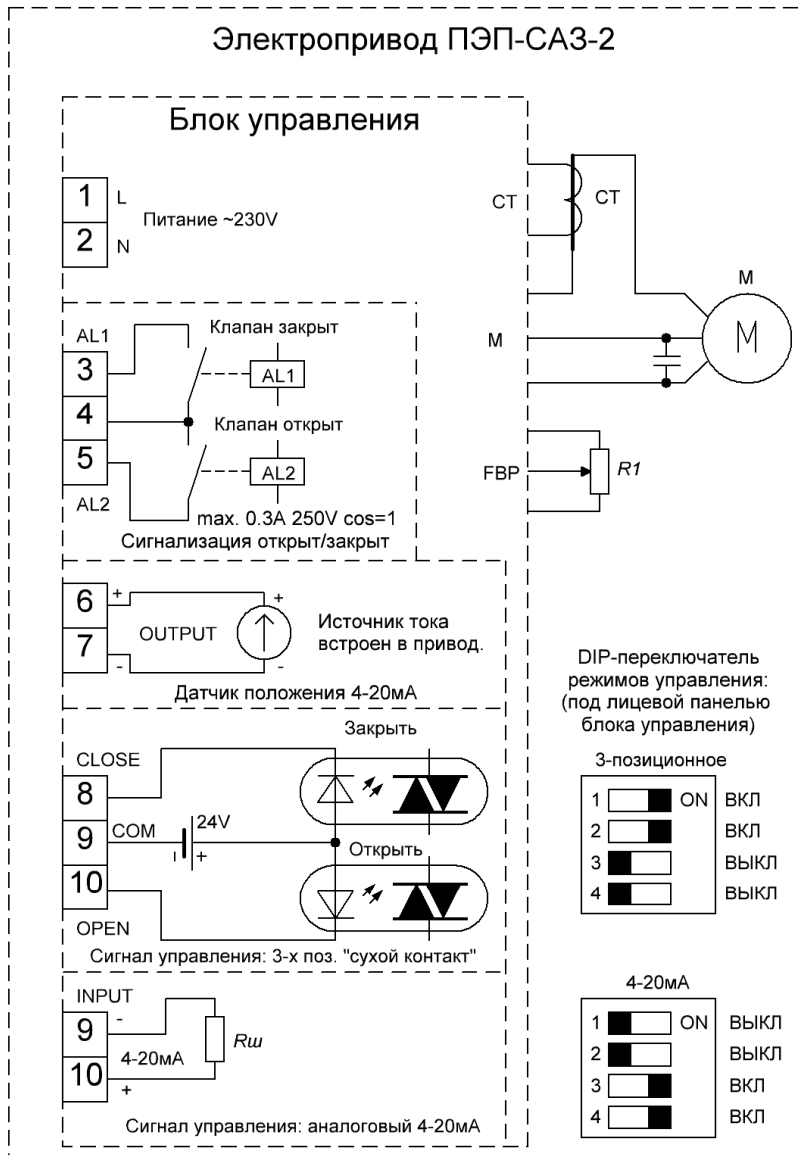 Электропривод ПЭП-САЗ-2
Блок управления
1 L
Питание ~230V
2 N
CT
CT
M
M
M
AL1
Клапан закрыт
3
AL1
4
Клапан открыт
5
AL2
AL2
max. 0.3A 250V cos=1
Сигнализация открыт/закрыт
FBP
R1
6 + +
OUTPUT
Источник тока
встроен в привод.
7 - -
Датчик положения 4-20мА
DIP-переключатель
режимов управления:
(под лицевой панелью
блока управления)
Закрыть
CLOSE
8
9 COM
24V
+
Открыть
10
OPEN
Сигнал управления: 3-х поз. "сухой контакт"
3-позиционное
1 ON ВКЛ
2 ВКЛ
3 ВЫКЛ
4 ВЫКЛ
INPUT
9 -
Rш
4-20мА
10 +
Сигнал управления: аналоговый 4-20мА
4-20мА
1 ON ВЫКЛ
2 ВЫКЛ
3 ВКЛ
4 ВКЛ